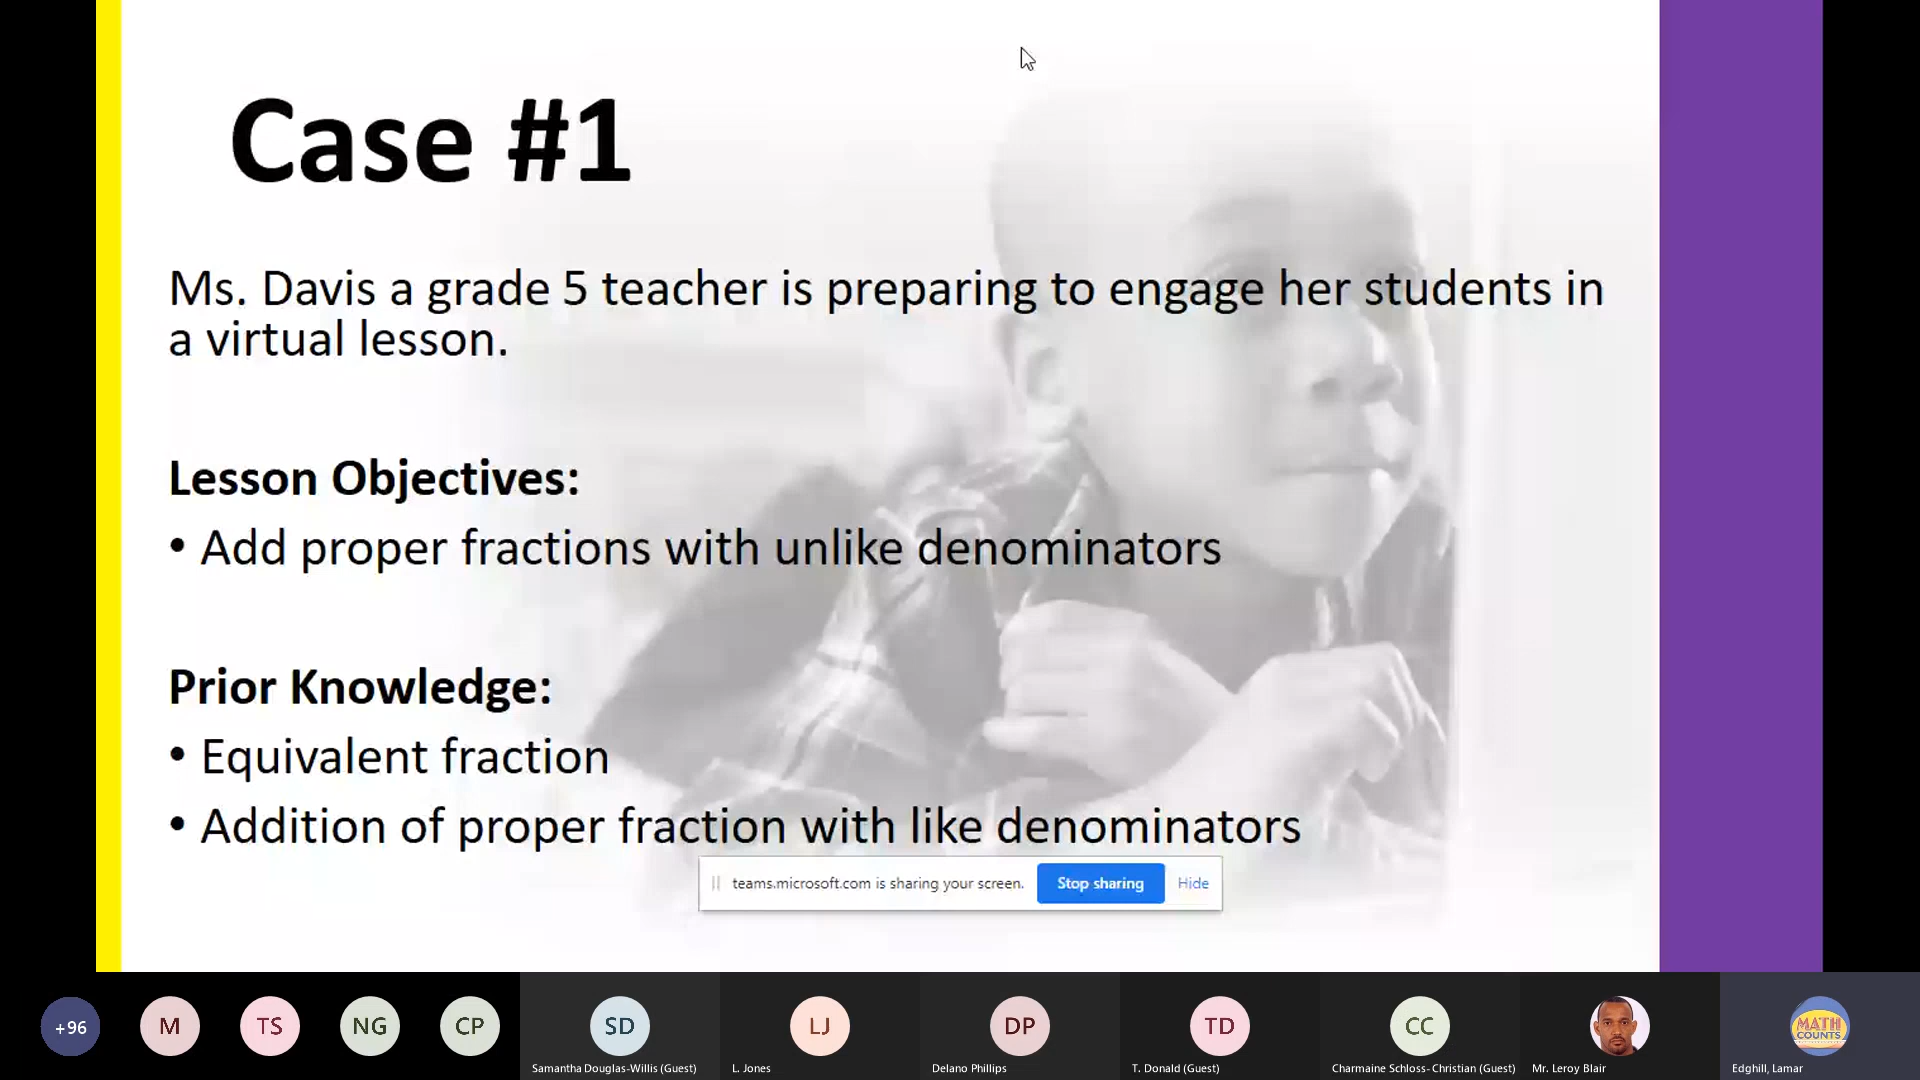 Case #1
Ms. Davis a grade 5 teacher is preparing to engage her students in
a virtual lesson.
Lesson Objectives:
• Add proper fractions with unlike denominators
Prior Knowledge:
• Equivalent fraction
• Addition of proper fraction with like denominators
teams.microsoft.com is sharing your screen. Stop sharing Hide
+96 M TS NG CP SD LJ DP TD CC MATH COUNTS
Samantha Douglas-Willis (Guest) L. Jones Delano Phillips T. Donald (Guest) Charmaine Schloss- Christian (Guest) Mr. Leroy Blair Edghill, Lamar